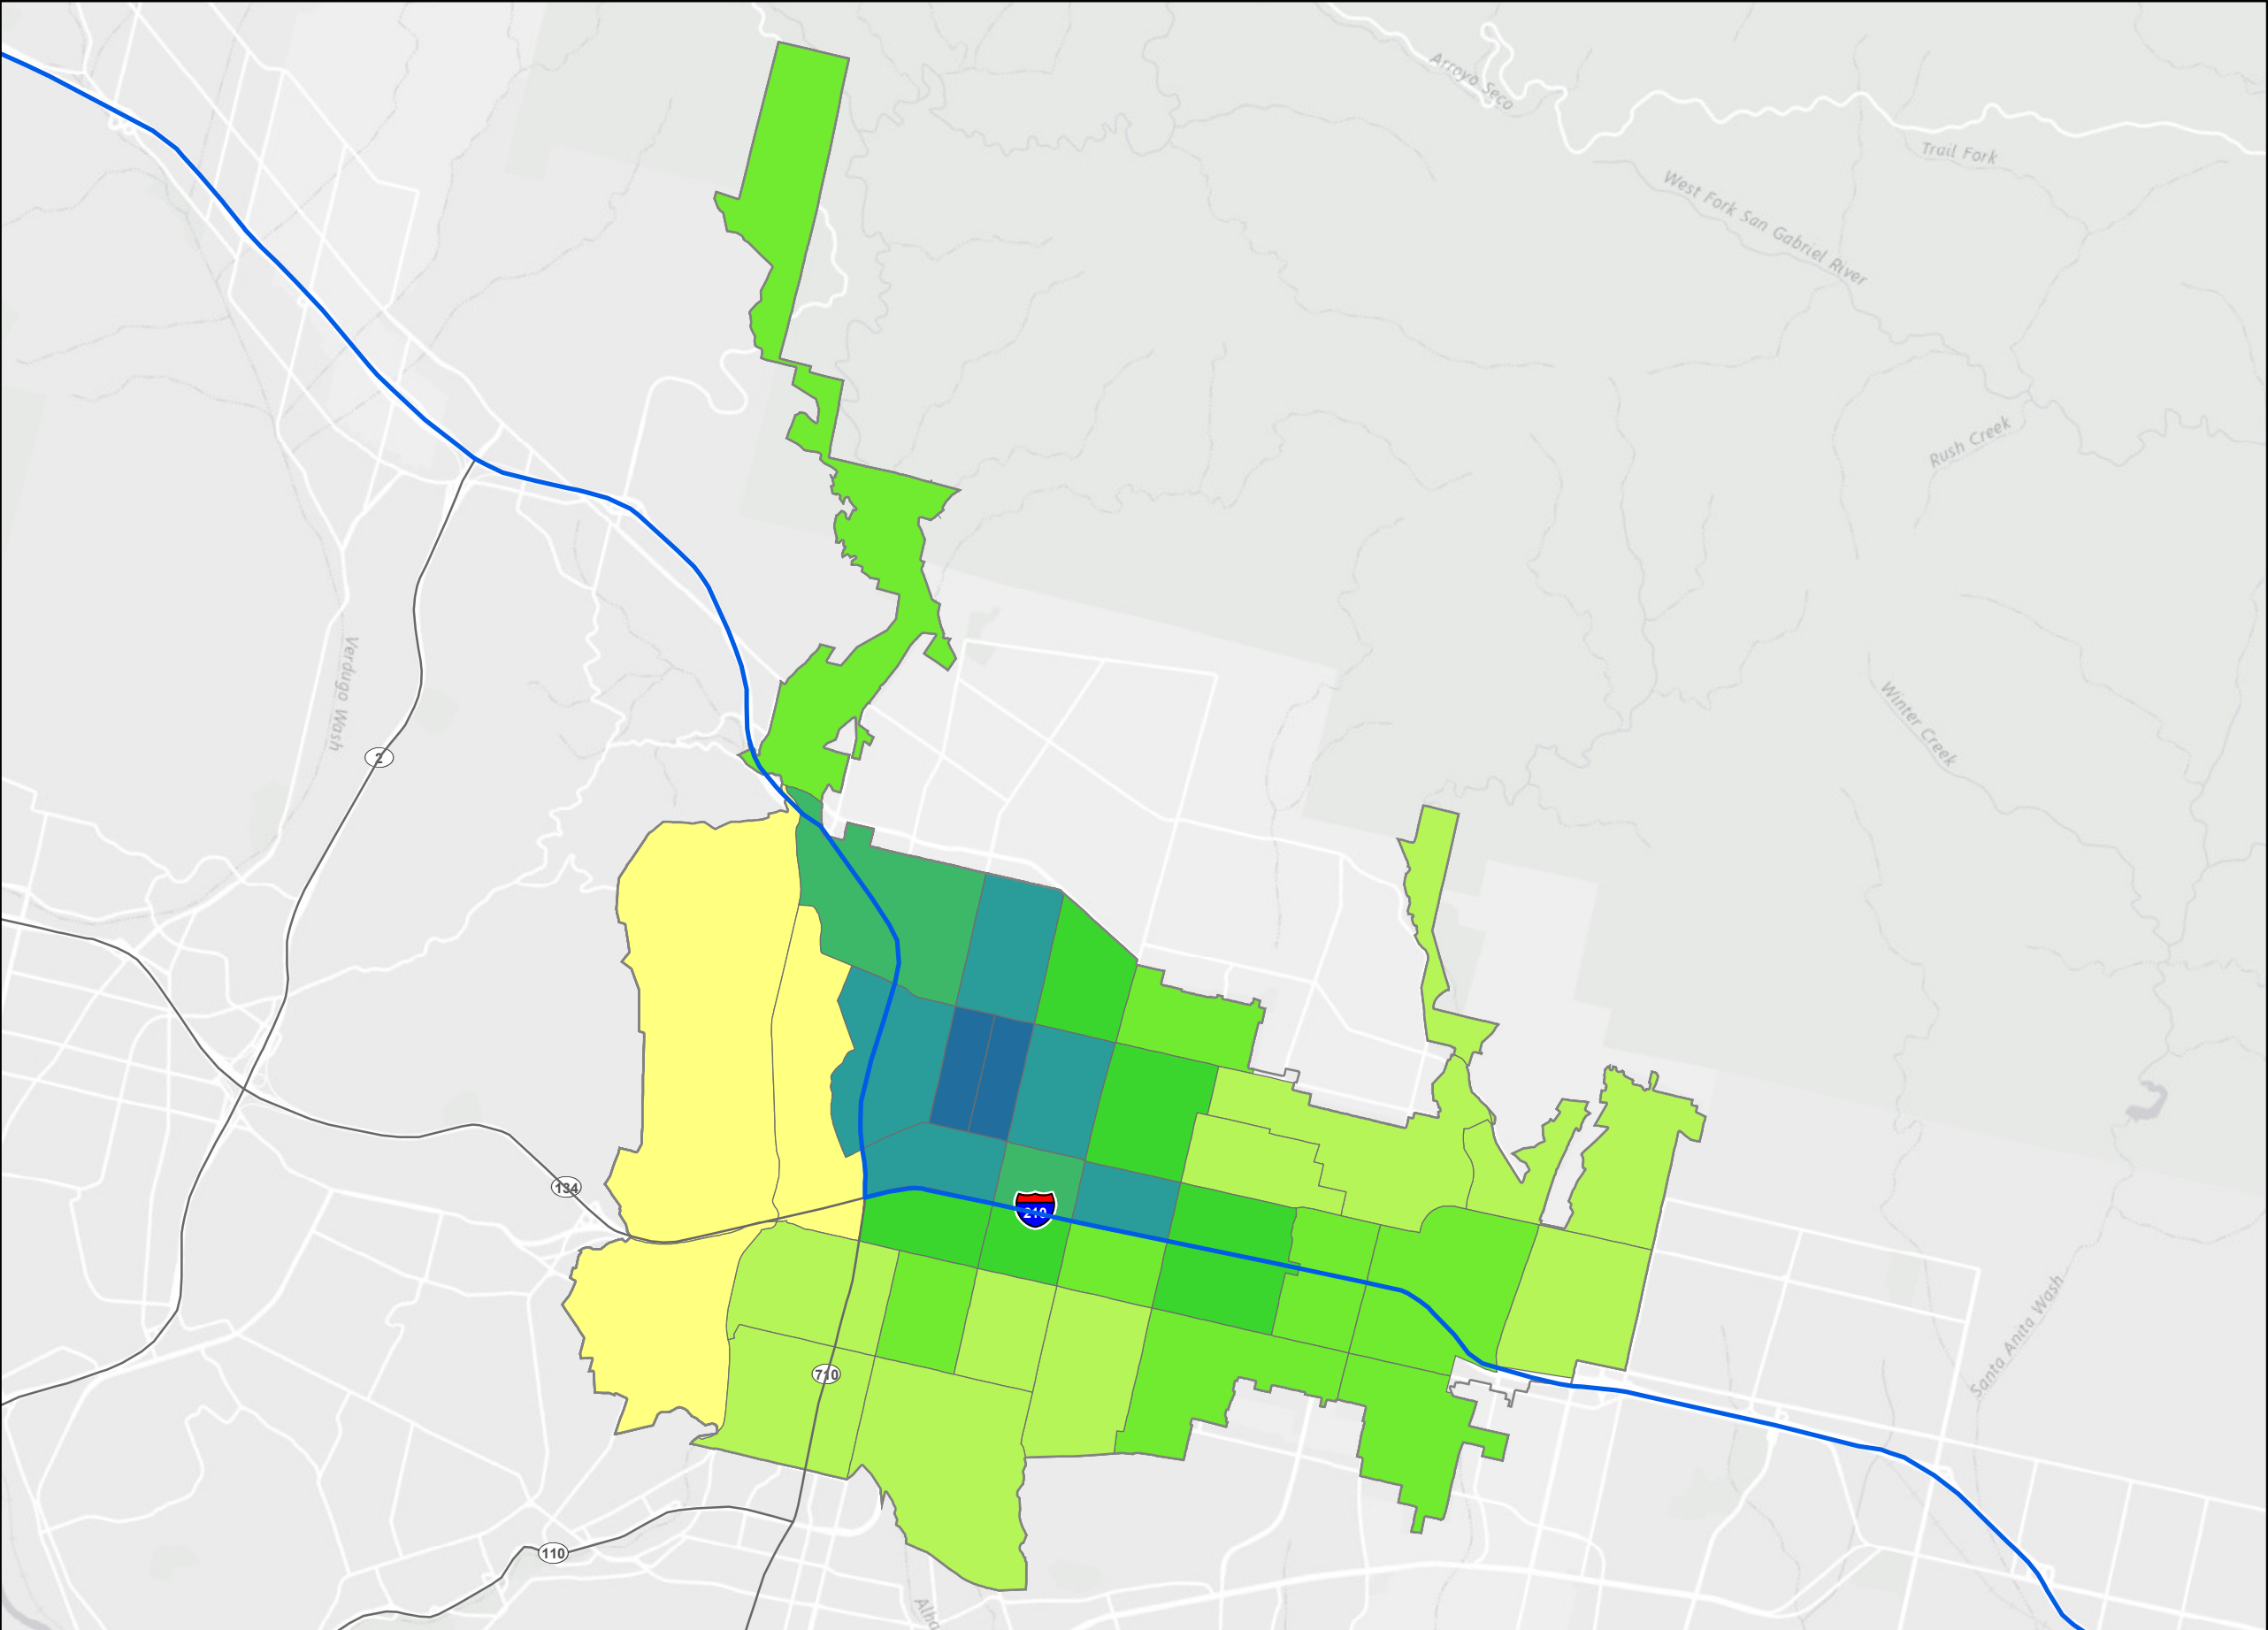 Arroyo Seco
Trail Fork
West Fork San Gabriel River
Rush Creek
Verdugo Wash
Winter Creek
2
134
210
Santa Anita Wash
710
110
Alha